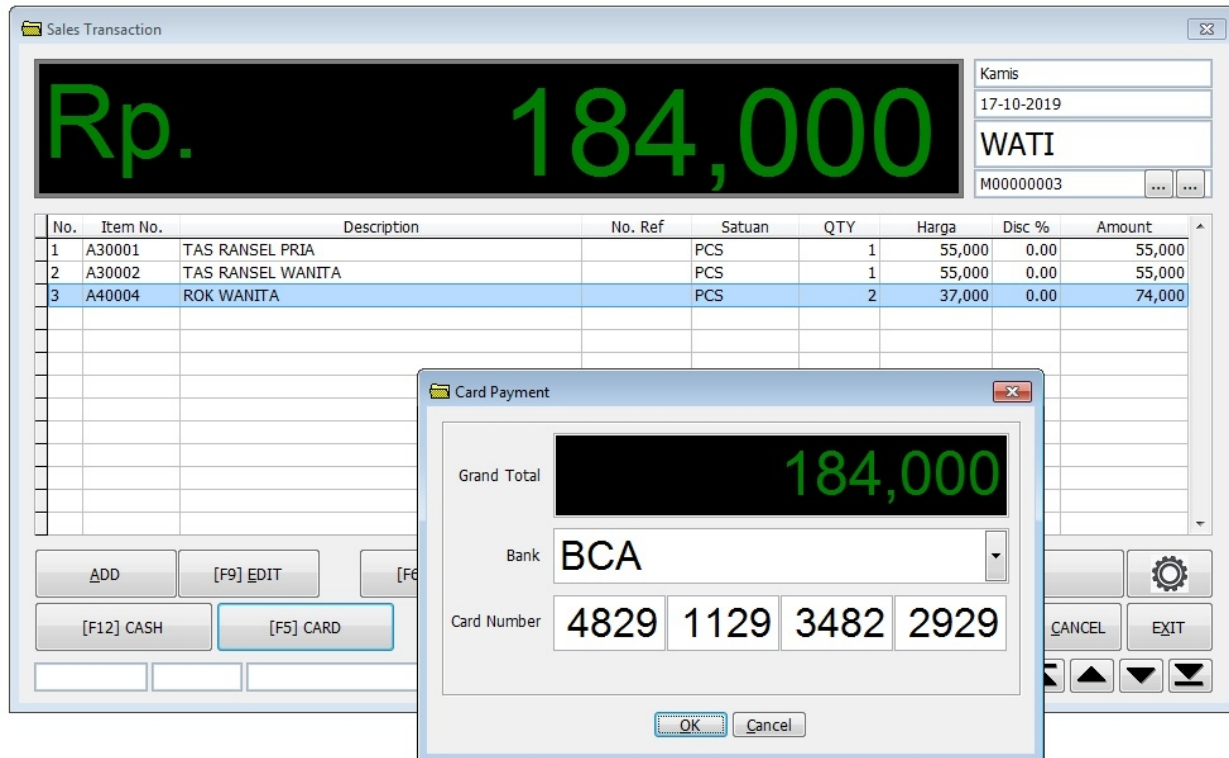 Sales Transaction
Rp. 184,000
Kamis
17-10-2019
WATI
M00000003 ... ...
No. Item No. Description No. Ref Satuan QTY Harga Disc % Amount
1 A30001 TAS RANSEL PRIA PCS 1 55,000 0.00 55,000
2 A30002 TAS RANSEL WANITA PCS 1 55,000 0.00 55,000
3 A40004 ROK WANITA PCS 2 37,000 0.00 74,000
Card Payment
Grand Total 184,000
Bank BCA
Card Number 4829 1129 3482 2929
OK Cancel
ADD [F9] EDIT
[F12] CASH [F5] CARD CANCEL EXIT